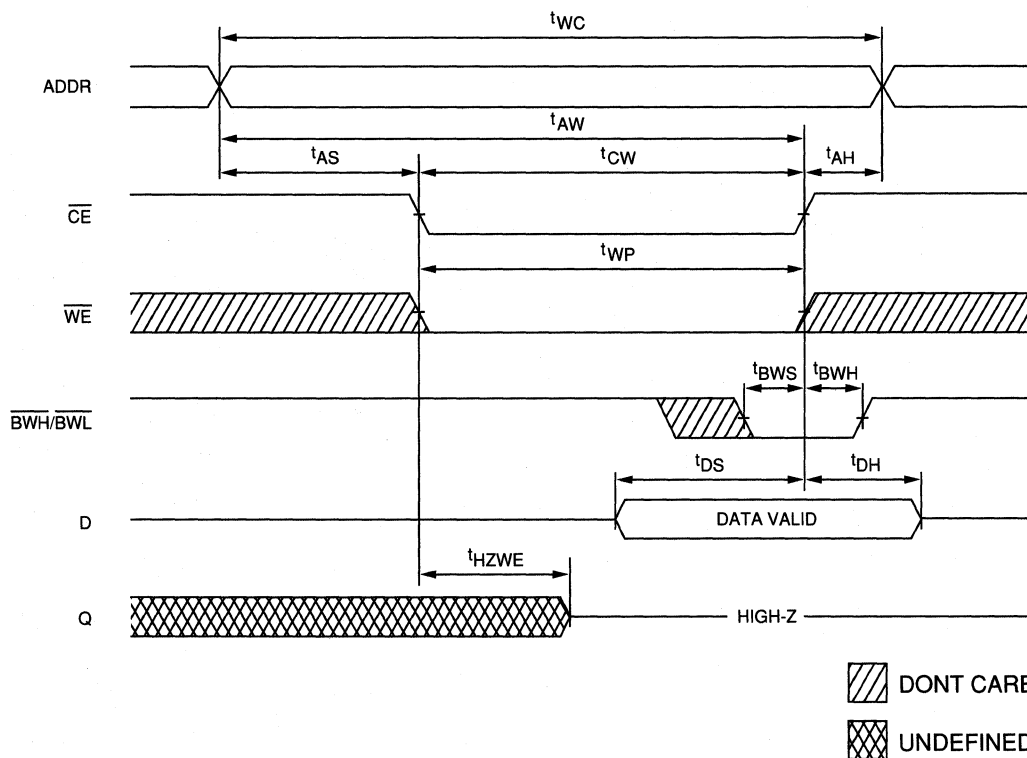 tWC
ADDR
tAW
tAS
tCW
tAH
CE
tWP
WE
tBWS
tBWH
BWH/BWL
tDS
tDH
D
DATA VALID
tHZWE
Q
HIGH-Z
DONT CARE
UNDEFINED